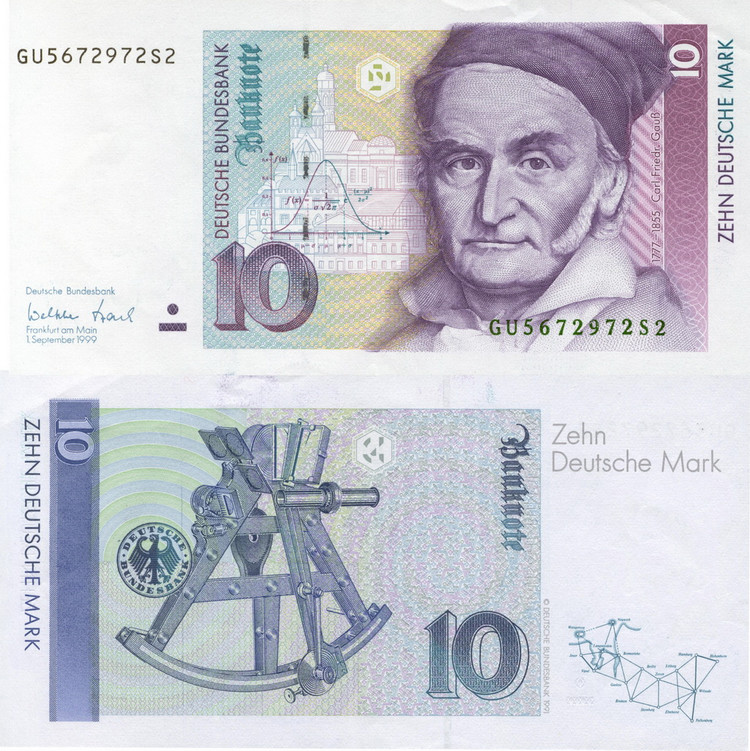 GU5672972S2
DEUTSCHE BUNDESBANK
Banknote
10
ZEHN DEUTSCHE MARK
1777–1855 Carl Friedr. Gauß
f(x)
10
Deutsche Bundesbank
Frankfurt am Main
1. September 1999
GU5672972S2
10
ZEHN DEUTSCHE MARK
DEUTSCHE
BUNDESBANK
Banknote
Zehn
Deutsche Mark
10
© DEUTSCHE BUNDESBANK